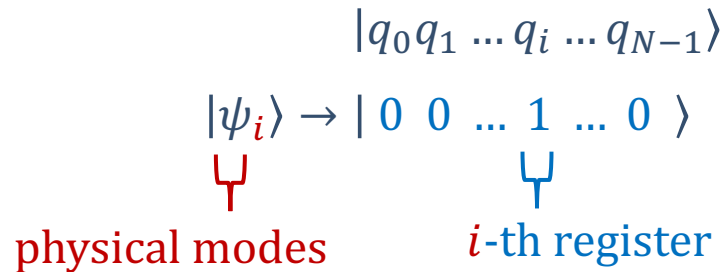 |q₀q₁ … qᵢ … q_{N−1}⟩
|ψᵢ⟩ → | 0 0 … 1 … 0 ⟩
physical modes
i-th register